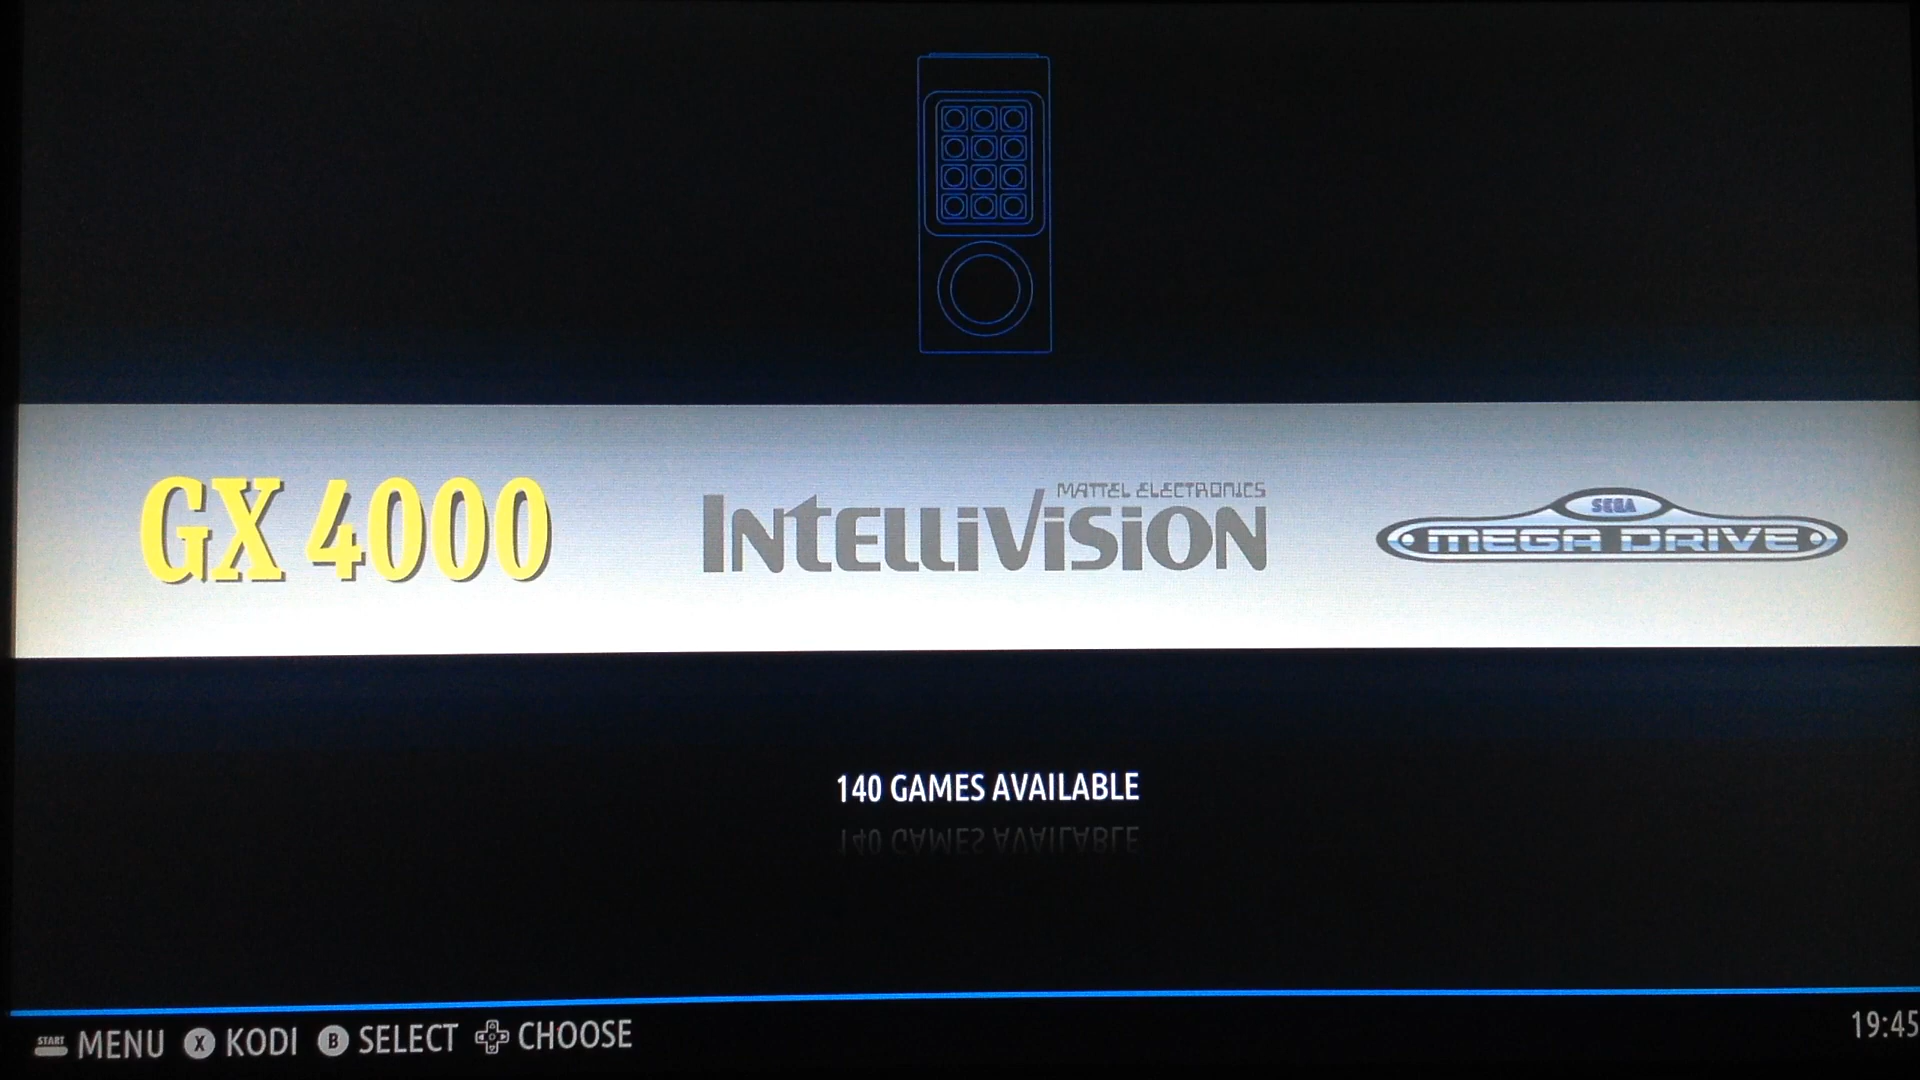 GX 4000
MATTEL ELECTRONICS
INTELLIVISION
SEGA
MEGA DRIVE
140 GAMES AVAILABLE
140 GAMES AVAILABLE
START MENU X KODI B SELECT CHOOSE
19:45